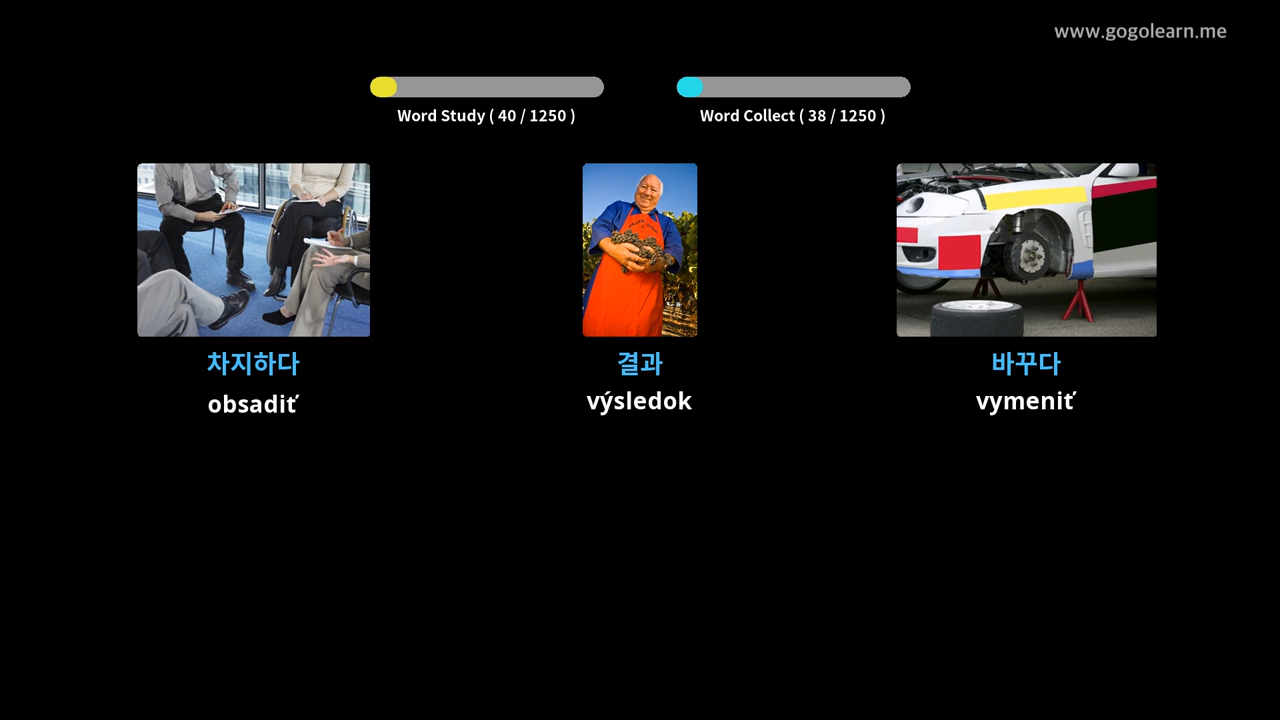 www.gogolearn.me
Word Study ( 40 / 1250 )
Word Collect ( 38 / 1250 )
차지하다
결과
바꾸다
obsadiť
výsledok
vymeniť